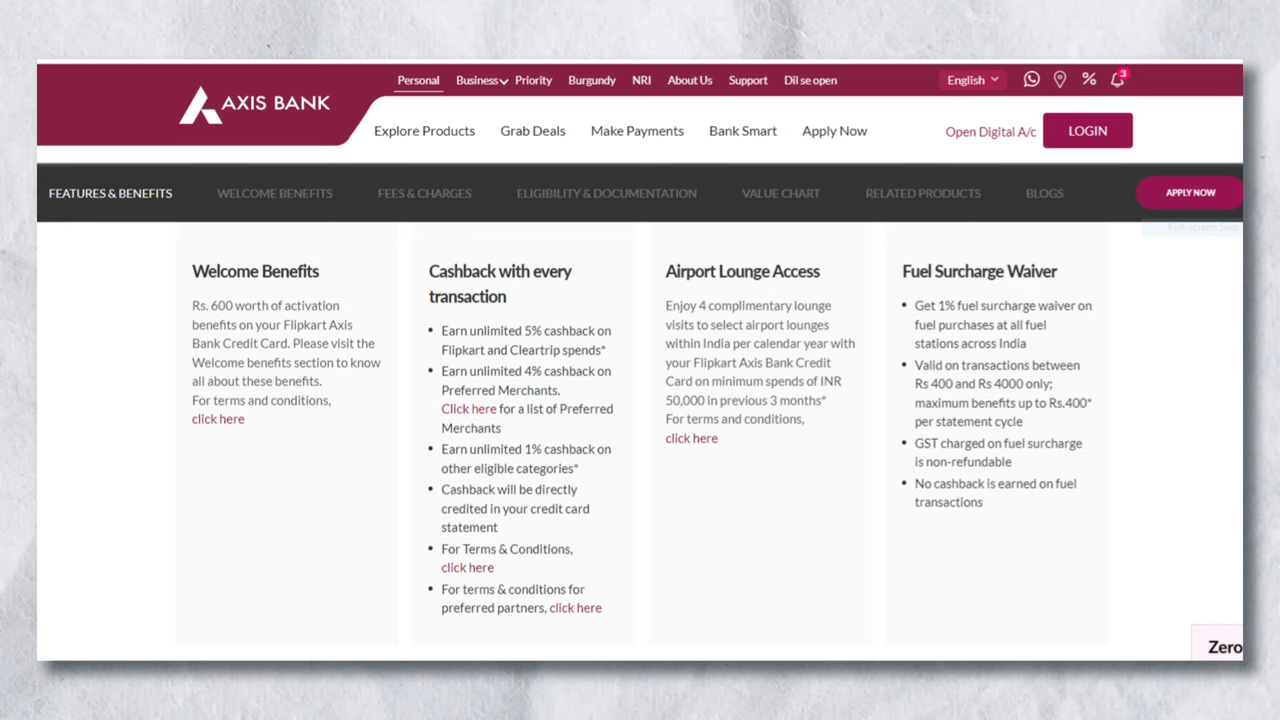 Personal Business Priority Burgundy NRI About Us Support Dil se open English 3
AXIS BANK
Explore Products Grab Deals Make Payments Bank Smart Apply Now Open Digital A/c LOGIN
FEATURES & BENEFITS WELCOME BENEFITS FEES & CHARGES ELIGIBILITY & DOCUMENTATION VALUE CHART RELATED PRODUCTS BLOGS APPLY NOW
Full-screen Snip
Welcome Benefits
Rs. 600 worth of activation
benefits on your Flipkart Axis
Bank Credit Card. Please visit the
Welcome benefits section to know
all about these benefits.
For terms and conditions,
click here
Cashback with every
transaction
• Earn unlimited 5% cashback on
Flipkart and Cleartrip spends*
• Earn unlimited 4% cashback on
Preferred Merchants.
Click here for a list of Preferred
Merchants
• Earn unlimited 1% cashback on
other eligible categories*
• Cashback will be directly
credited in your credit card
statement
• For Terms & Conditions,
click here
• For terms & conditions for
preferred partners, click here
Airport Lounge Access
Enjoy 4 complimentary lounge
visits to select airport lounges
within India per calendar year with
your Flipkart Axis Bank Credit
Card on minimum spends of INR
50,000 in previous 3 months*
For terms and conditions,
click here
Fuel Surcharge Waiver
• Get 1% fuel surcharge waiver on
fuel purchases at all fuel
stations across India
• Valid on transactions between
Rs 400 and Rs 4000 only;
maximum benefits up to Rs.400*
per statement cycle
• GST charged on fuel surcharge
is non-refundable
• No cashback is earned on fuel
transactions
Zero